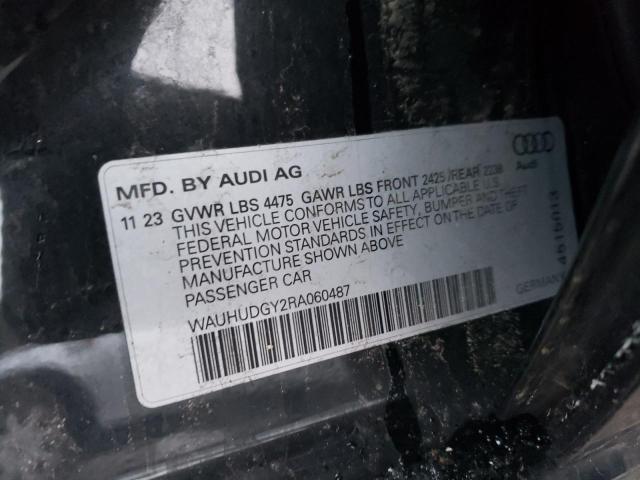 MFD. BY AUDI AG
Audi
11 23 GVWR LBS 4475 GAWR LBS FRONT 2425 /REAR
THIS VEHICLE CONFORMS TO ALL APPLICABLE U.S.
FEDERAL MOTOR VEHICLE SAFETY, BUMPER AND THEFT
PREVENTION STANDARDS IN EFFECT ON THE DATE OF
MANUFACTURE SHOWN ABOVE
PASSENGER CAR
GERMANY
WAUHUDGY2RA060487
4515013